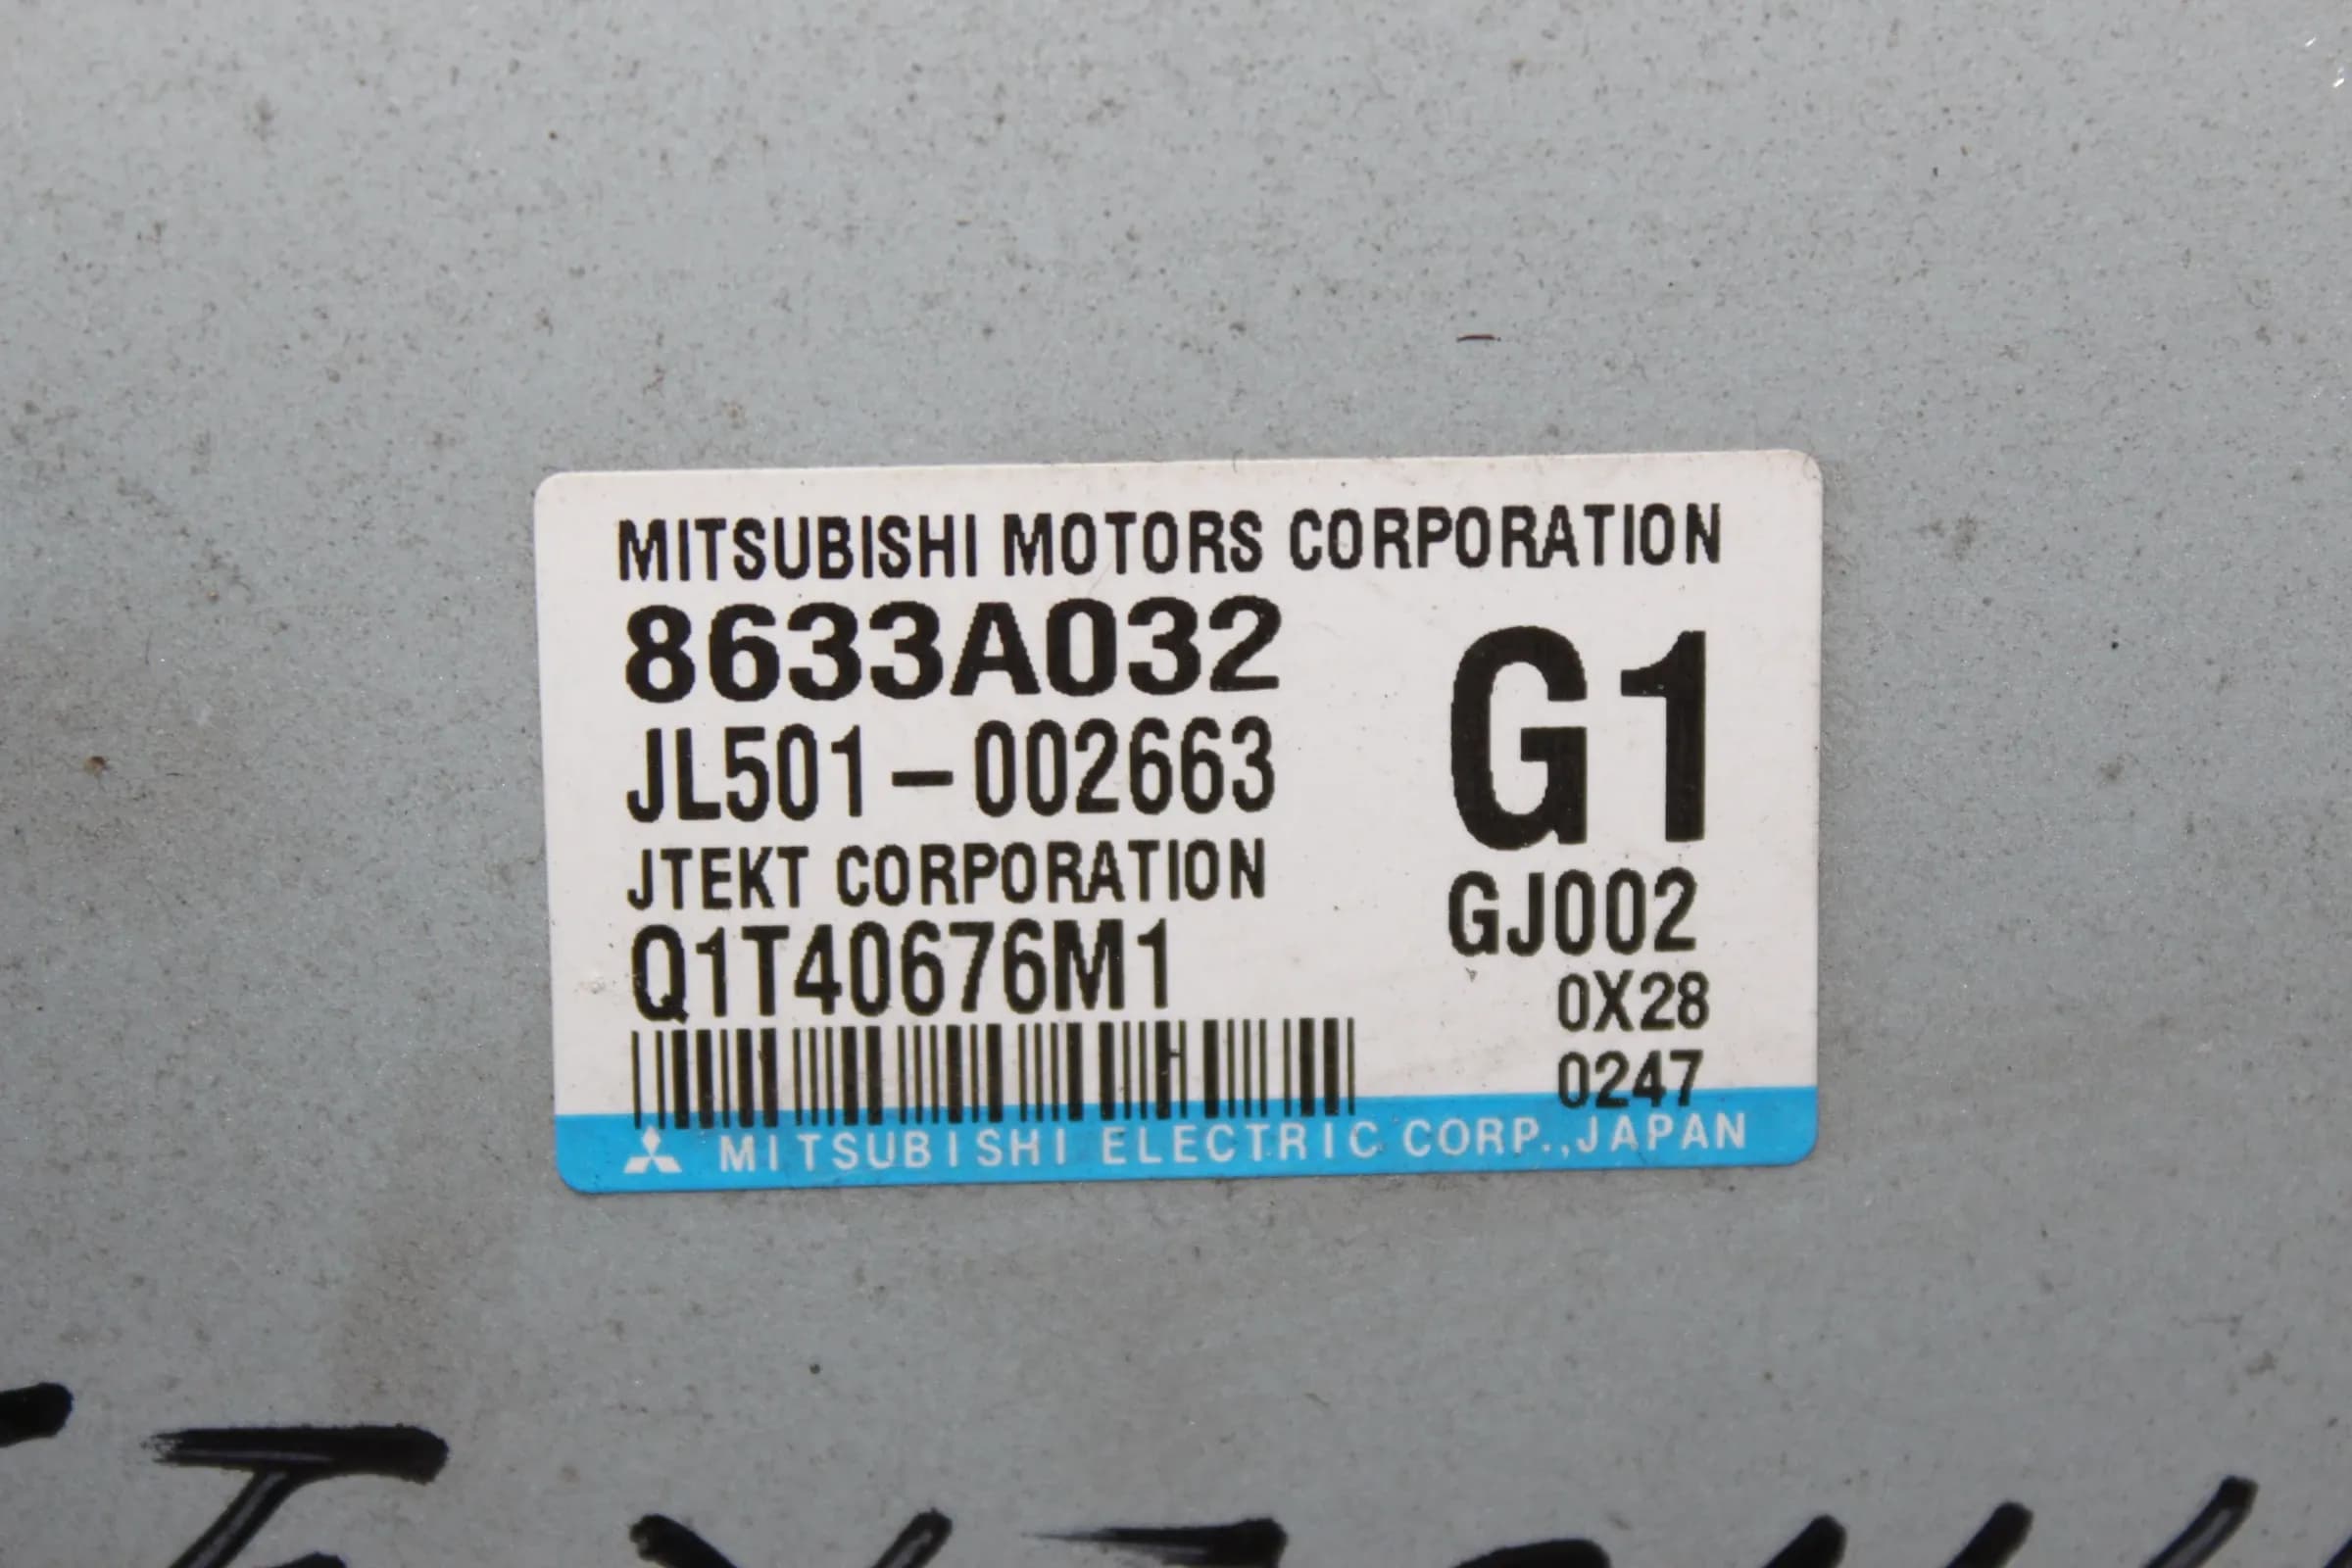 MITSUBISHI MOTORS CORPORATION
8633A032
G1
JL501-002663
JTEKT CORPORATION
GJ002
Q1T40676M1
0X28
0247
MITSUBISHI ELECTRIC CORP.,JAPAN